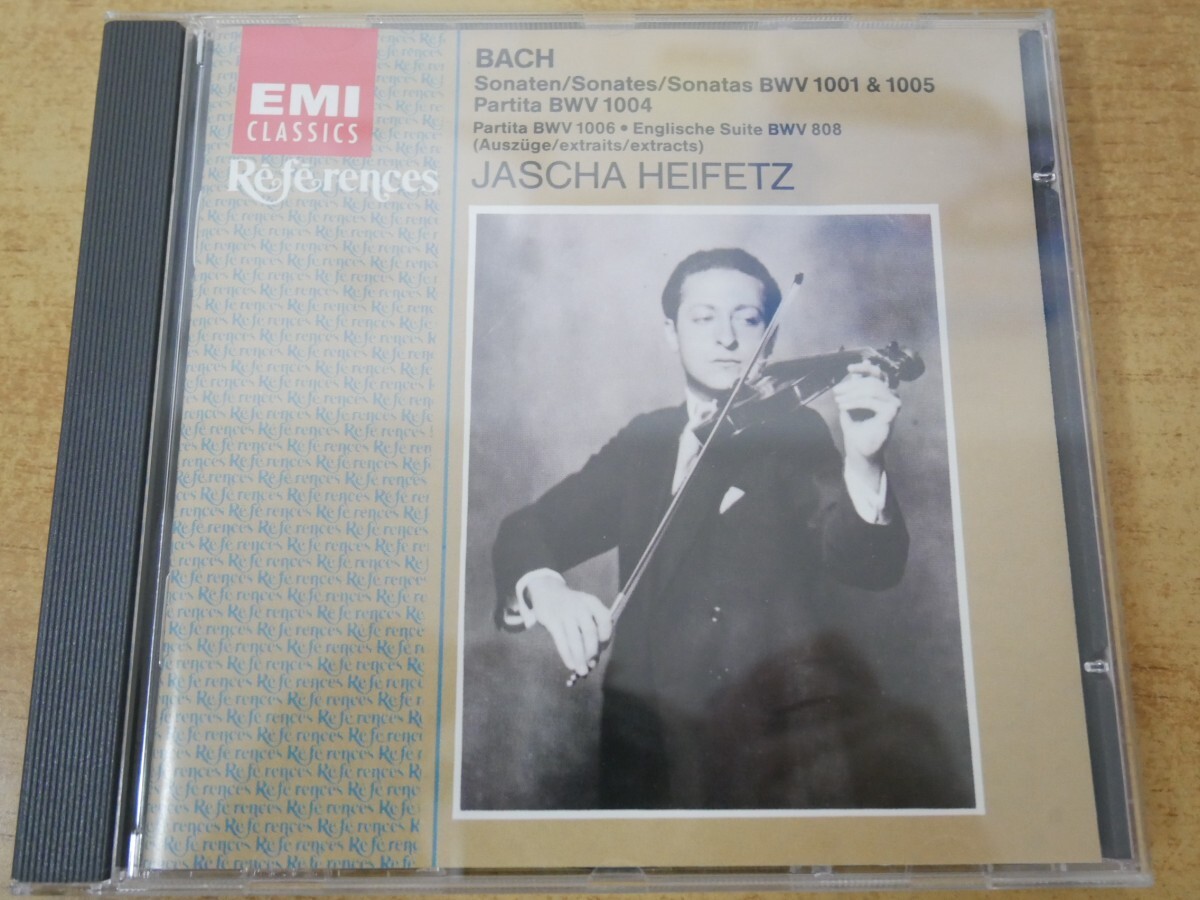 EMI
CLASSICS
Références
BACH
Sonaten/Sonates/Sonatas BWV 1001 & 1005
Partita BWV 1004
Partita BWV 1006 • Englische Suite BWV 808
(Auszüge/extraits/extracts)
JASCHA HEIFETZ